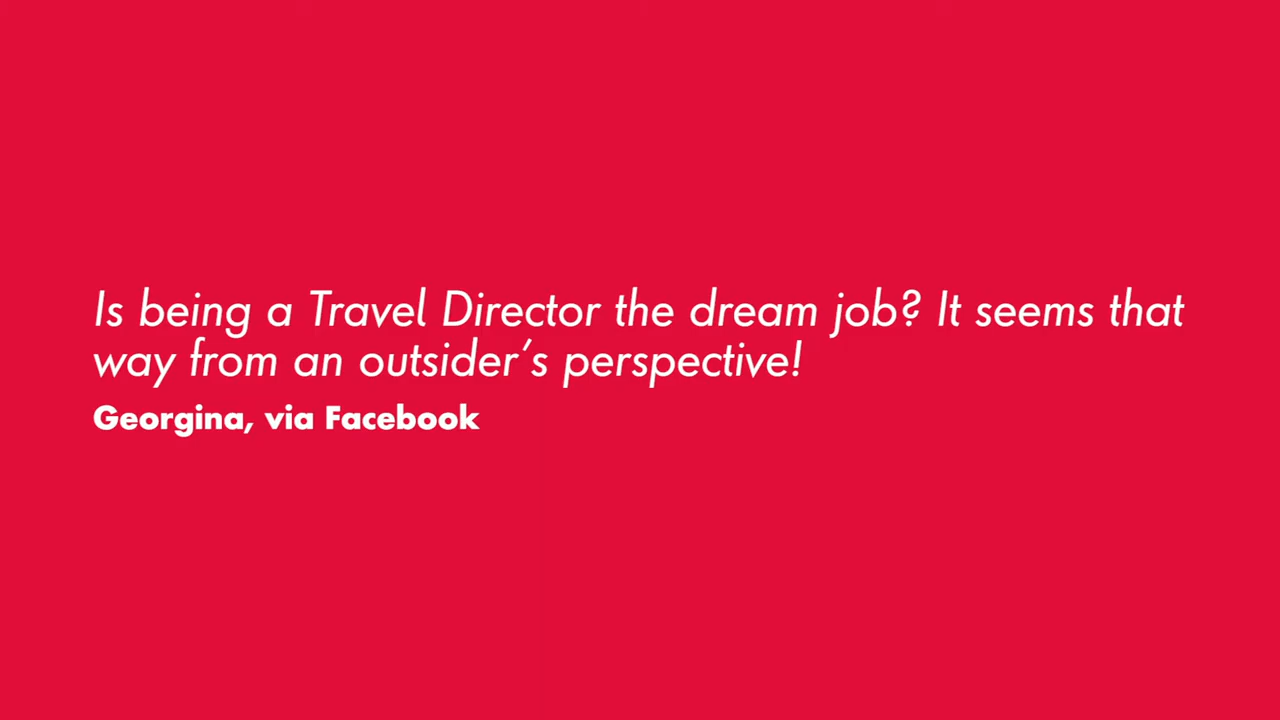 Is being a Travel Director the dream job? It seems that
way from an outsider’s perspective!
Georgina, via Facebook